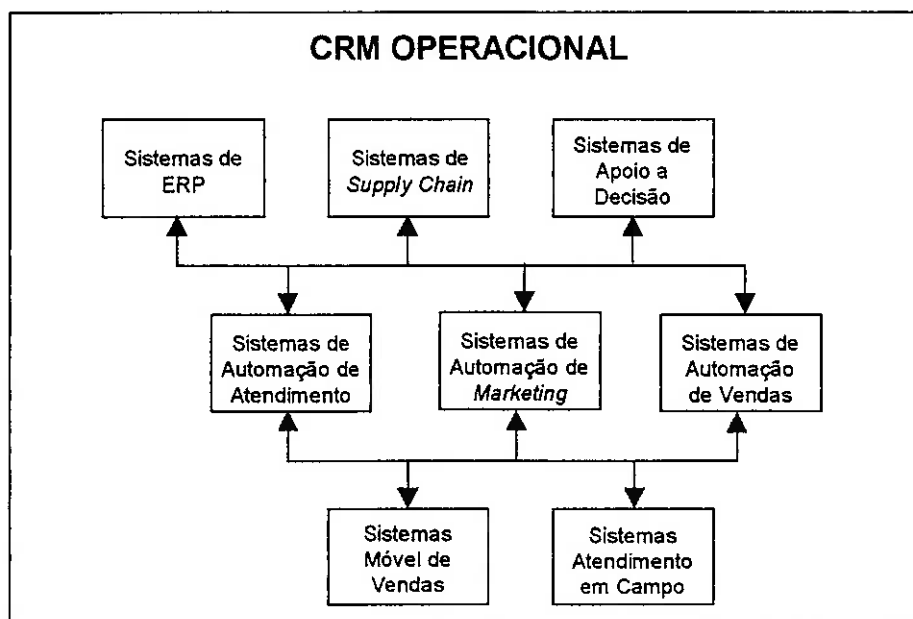 CRM OPERACIONAL
Sistemas de
ERP
Sistemas de
Supply Chain
Sistemas de
Apoio a
Decisão
Sistemas de
Automação de
Atendimento
Sistemas de
Automação de
Marketing
Sistemas de
Automação
de Vendas
Sistemas
Móvel de
Vendas
Sistemas
Atendimento
em Campo